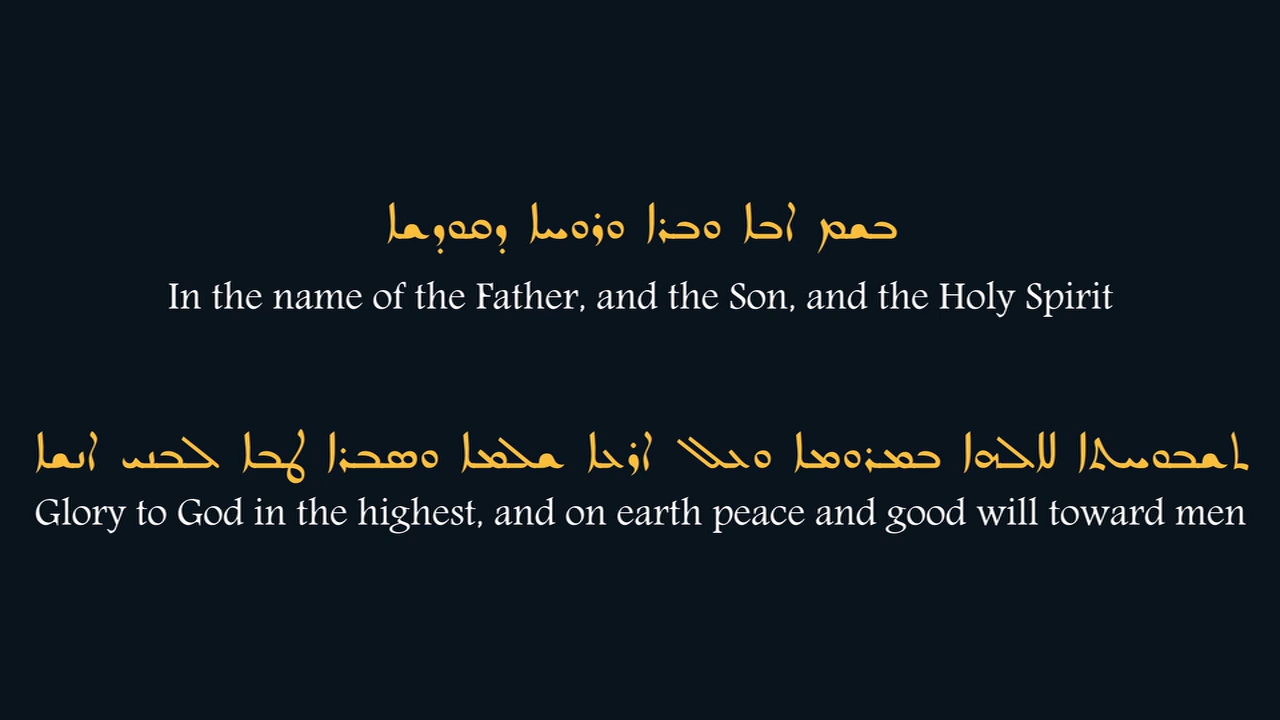 ܒܫܡ ܐܒܐ ܘܒܪܐ ܘܪܘܚܐ ܕܩܘܕܫܐ
In the name of the Father, and the Son, and the Holy Spirit
ܬܫܒܘܚܬܐ ܠܐܠܗܐ ܒܡܪܘܡܐ ܘܥܠ ܐܪܥܐ ܫܠܡܐ ܘܣܒܪܐ ܛܒܐ ܠܒܢܝ ܐܢܫܐ
Glory to God in the highest, and on earth peace and good will toward men